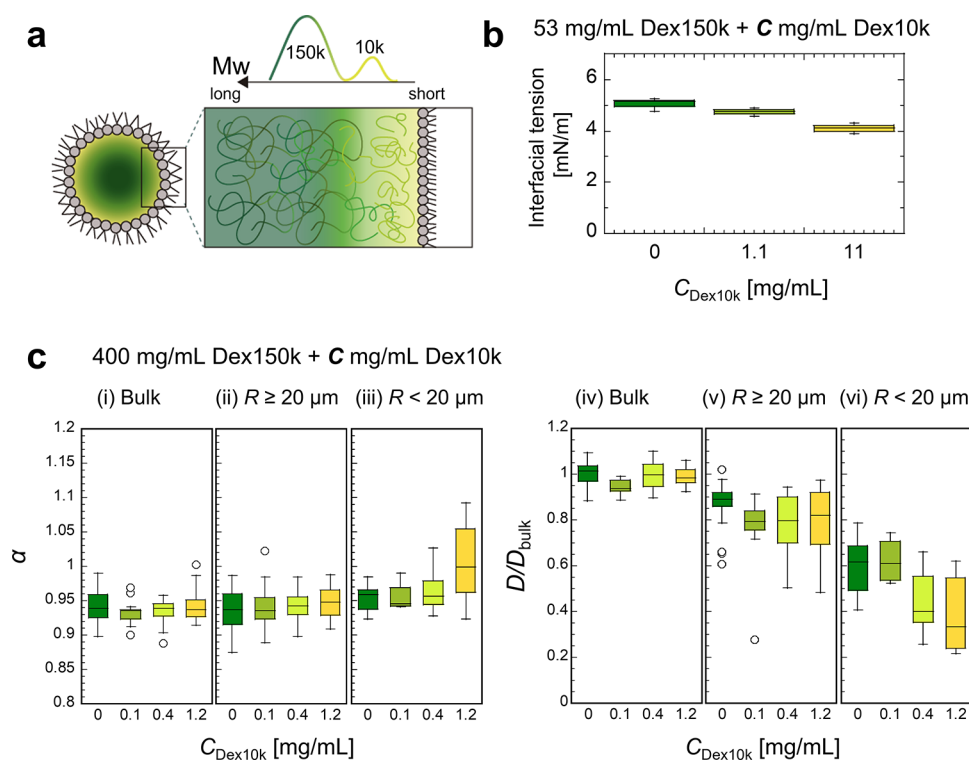 a
150k
10k
Mw
long
short
b
53 mg/mL Dex150k + C mg/mL Dex10k
Interfacial tension
[mN/m]
6
4
2
0
0
1.1
11
CDex10k [mg/mL]
c
400 mg/mL Dex150k + C mg/mL Dex10k
(i) Bulk
(ii) R ≥ 20 μm
(iii) R < 20 μm
α
1.2
1.15
1.1
1.05
1
0.95
0.9
0.85
0.8
0 0.1 0.4 1.2
0 0.1 0.4 1.2
0 0.1 0.4 1.2
CDex10k [mg/mL]
(iv) Bulk
(v) R ≥ 20 μm
(vi) R < 20 μm
D/Dbulk
1.2
1
0.8
0.6
0.4
0.2
0
0 0.1 0.4 1.2
0 0.1 0.4 1.2
0 0.1 0.4 1.2
CDex10k [mg/mL]